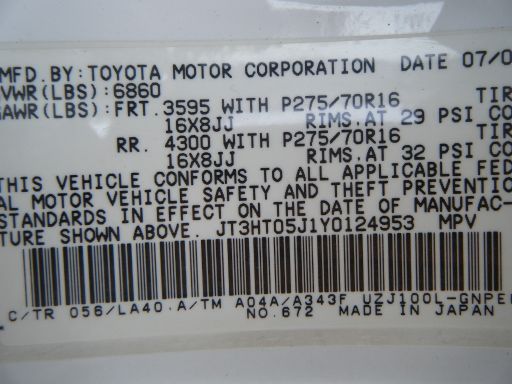 MFD. BY: TOYOTA MOTOR CORPORATION DATE 07/0
VWR(LBS): 6860
GAWR(LBS): FRT. 3595 WITH P275/70R16 TIR
16X8JJ RIMS. AT 29 PSI CO
RR. 4300 WITH P275/70R16 TIR
16X8JJ RIMS. AT 32 PSI CO
THIS VEHICLE CONFORMS TO ALL APPLICABLE FED
AL MOTOR VEHICLE SAFETY AND THEFT PREVENTIO
STANDARDS IN EFFECT ON THE DATE OF MANUFAC-
TURE SHOWN ABOVE. JT3HT05J1Y0124953 MPV
C/TR 056/LA40 . A/TM A04A/A343F UZJ100L-GNPE
NO. 672 MADE IN JAPAN